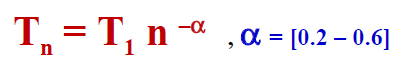 Tₙ = T₁ n ⁻ᵅ , α = [0.2 – 0.6]